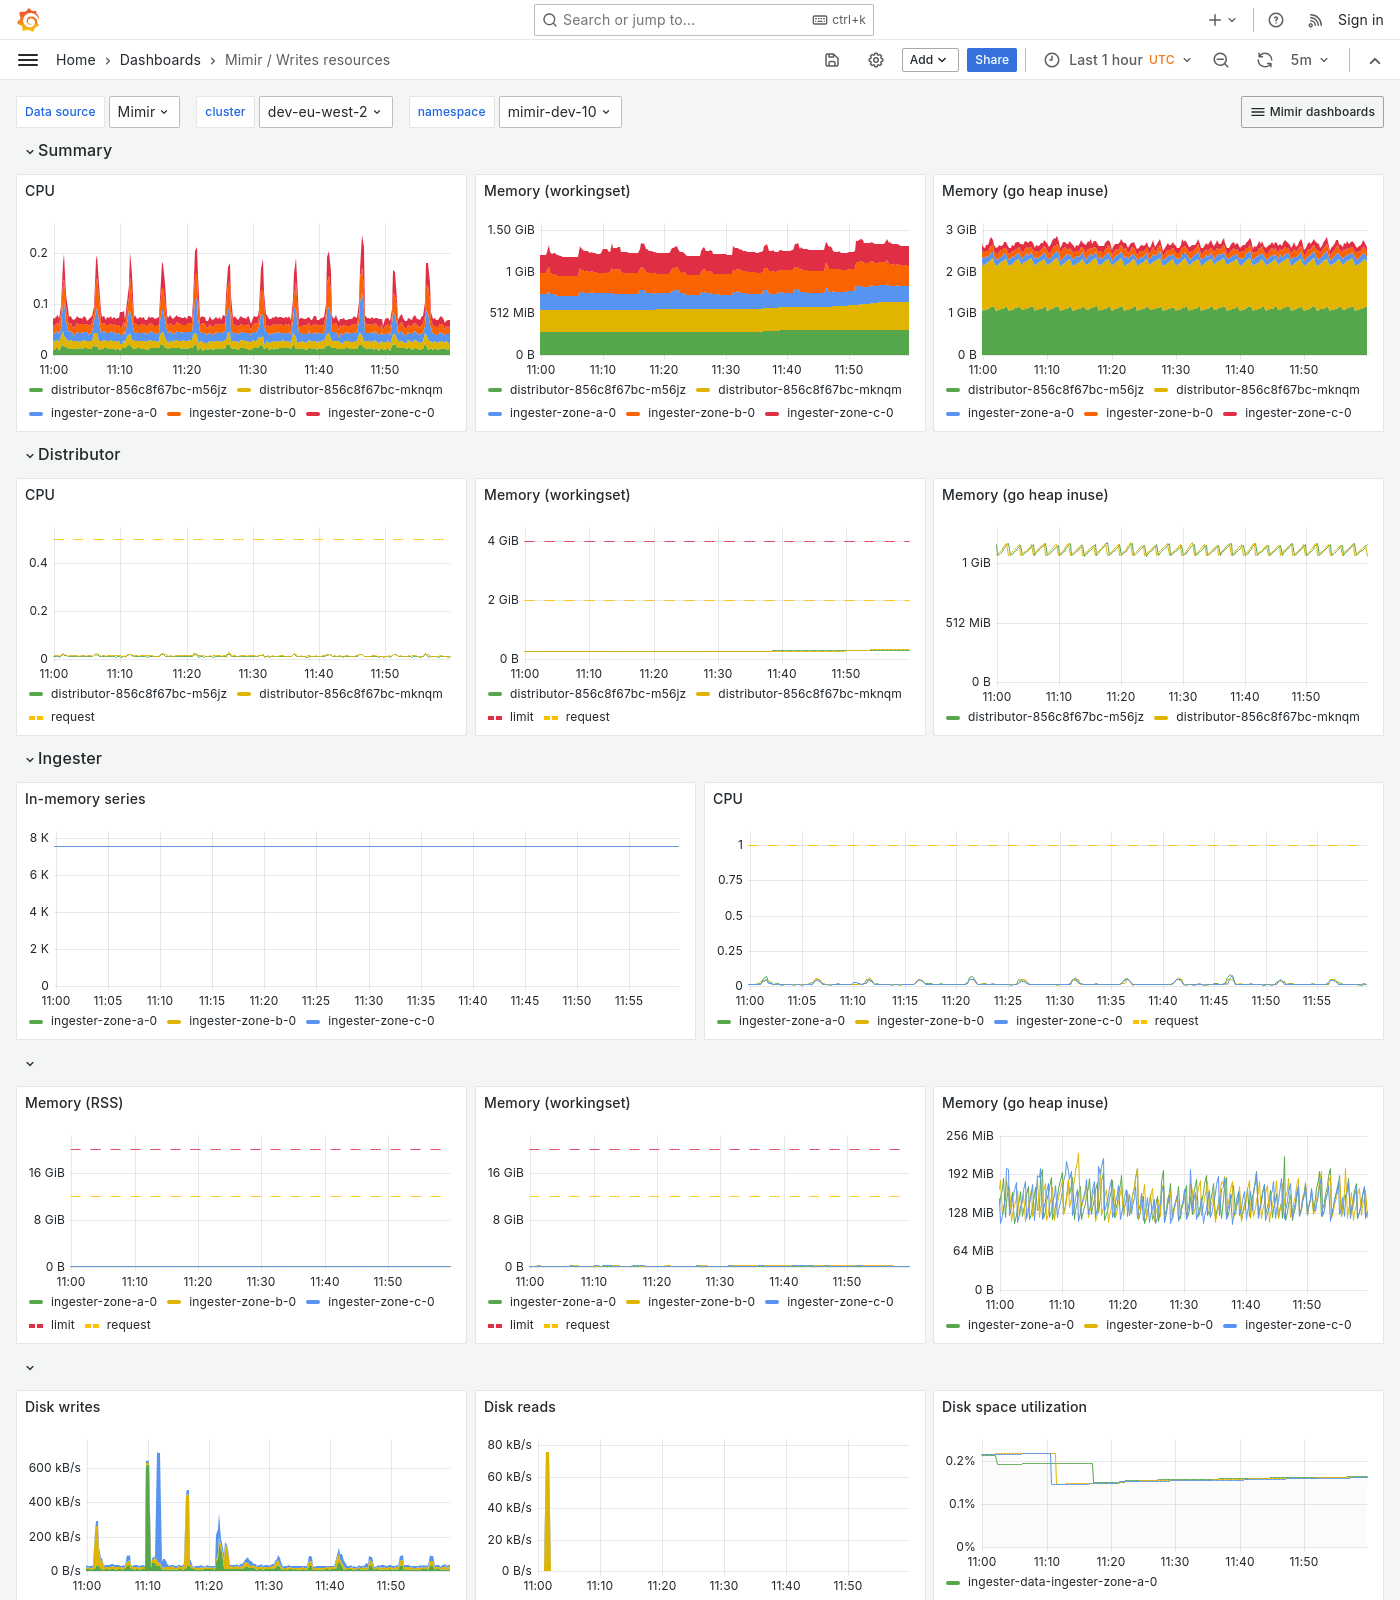 Search or jump to... ctrl+k Sign in
Home Dashboards Mimir / Writes resources Add Share Last 1 hour UTC 5m
Data source Mimir cluster dev-eu-west-2 namespace mimir-dev-10 Mimir dashboards
Summary
CPU
0.2
0.1
0
11:00 11:10 11:20 11:30 11:40 11:50
distributor-856c8f67bc-m56jz distributor-856c8f67bc-mknqm
ingester-zone-a-0 ingester-zone-b-0 ingester-zone-c-0
Memory (workingset)
1.50 GiB
1 GiB
512 MiB
0 B
11:00 11:10 11:20 11:30 11:40 11:50
distributor-856c8f67bc-m56jz distributor-856c8f67bc-mknqm
ingester-zone-a-0 ingester-zone-b-0 ingester-zone-c-0
Memory (go heap inuse)
3 GiB
2 GiB
1 GiB
0 B
11:00 11:10 11:20 11:30 11:40 11:50
distributor-856c8f67bc-m56jz distributor-856c8f67bc-mknqm
ingester-zone-a-0 ingester-zone-b-0 ingester-zone-c-0
Distributor
CPU
0.4
0.2
0
11:00 11:10 11:20 11:30 11:40 11:50
distributor-856c8f67bc-m56jz distributor-856c8f67bc-mknqm
request
Memory (workingset)
4 GiB
2 GiB
0 B
11:00 11:10 11:20 11:30 11:40 11:50
distributor-856c8f67bc-m56jz distributor-856c8f67bc-mknqm
limit request
Memory (go heap inuse)
1 GiB
512 MiB
0 B
11:00 11:10 11:20 11:30 11:40 11:50
distributor-856c8f67bc-m56jz distributor-856c8f67bc-mknqm
Ingester
In-memory series
8 K
6 K
4 K
2 K
0
11:00 11:05 11:10 11:15 11:20 11:25 11:30 11:35 11:40 11:45 11:50 11:55
ingester-zone-a-0 ingester-zone-b-0 ingester-zone-c-0
CPU
1
0.75
0.5
0.25
0
11:00 11:05 11:10 11:15 11:20 11:25 11:30 11:35 11:40 11:45 11:50 11:55
ingester-zone-a-0 ingester-zone-b-0 ingester-zone-c-0 request
Memory (RSS)
16 GiB
8 GiB
0 B
11:00 11:10 11:20 11:30 11:40 11:50
ingester-zone-a-0 ingester-zone-b-0 ingester-zone-c-0
limit request
Memory (workingset)
16 GiB
8 GiB
0 B
11:00 11:10 11:20 11:30 11:40 11:50
ingester-zone-a-0 ingester-zone-b-0 ingester-zone-c-0
limit request
Memory (go heap inuse)
256 MiB
192 MiB
128 MiB
64 MiB
0 B
11:00 11:10 11:20 11:30 11:40 11:50
ingester-zone-a-0 ingester-zone-b-0 ingester-zone-c-0
Disk writes
600 kB/s
400 kB/s
200 kB/s
0 B/s
11:00 11:10 11:20 11:30 11:40 11:50
Disk reads
80 kB/s
60 kB/s
40 kB/s
20 kB/s
0 B/s
11:00 11:10 11:20 11:30 11:40 11:50
Disk space utilization
0.2%
0.1%
0%
11:00 11:10 11:20 11:30 11:40 11:50
ingester-data-ingester-zone-a-0